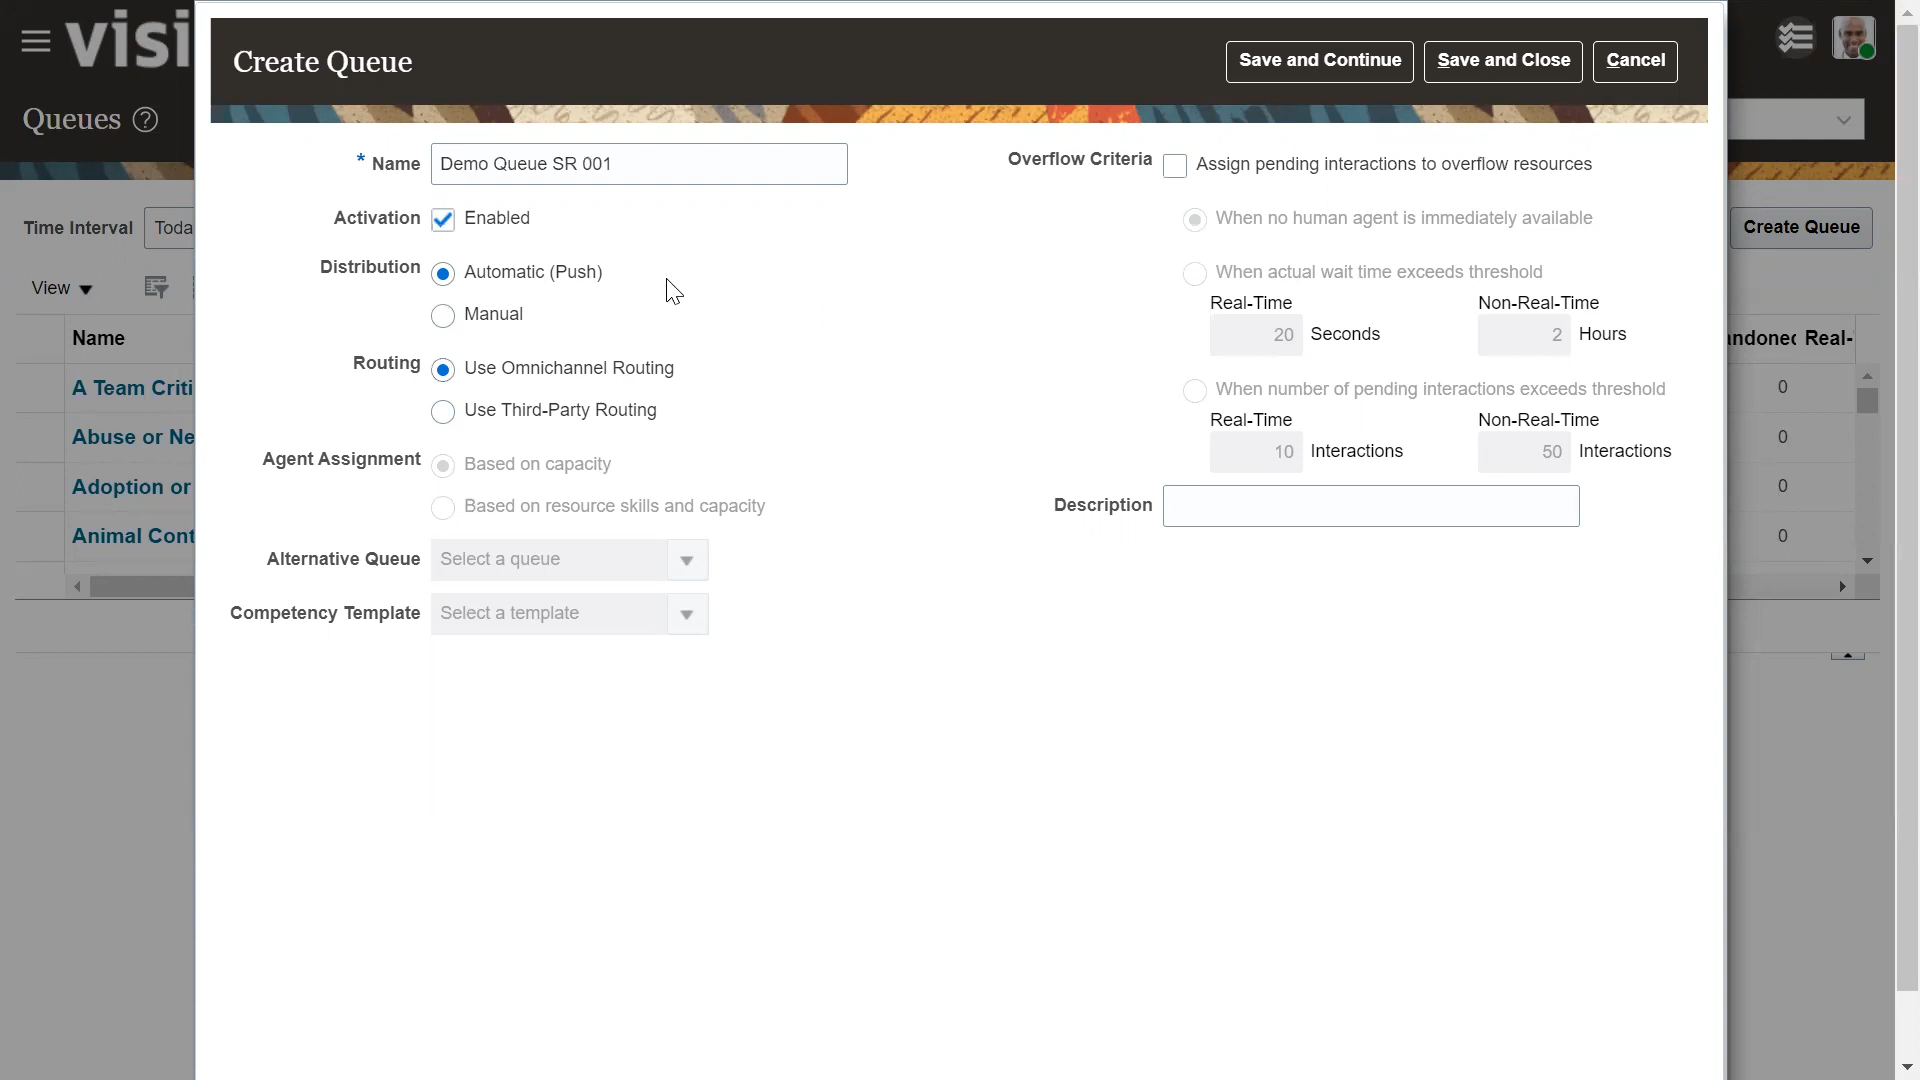 visi
Queues
Create Queue
Save and Continue
Save and Close
Cancel
* Name Demo Queue SR 001
Activation Enabled
Distribution Automatic (Push)
Manual
Routing Use Omnichannel Routing
Use Third-Party Routing
Agent Assignment Based on capacity
Based on resource skills and capacity
Alternative Queue Select a queue
Competency Template Select a template
Overflow Criteria Assign pending interactions to overflow resources
When no human agent is immediately available
When actual wait time exceeds threshold
Real-Time Non-Real-Time
20 Seconds 2 Hours
When number of pending interactions exceeds threshold
Real-Time Non-Real-Time
10 Interactions 50 Interactions
Description
Time Interval Toda
Create Queue
View
Name
ndoned Real-
A Team Criti 0
Abuse or Ne 0
Adoption or 0
Animal Cont 0